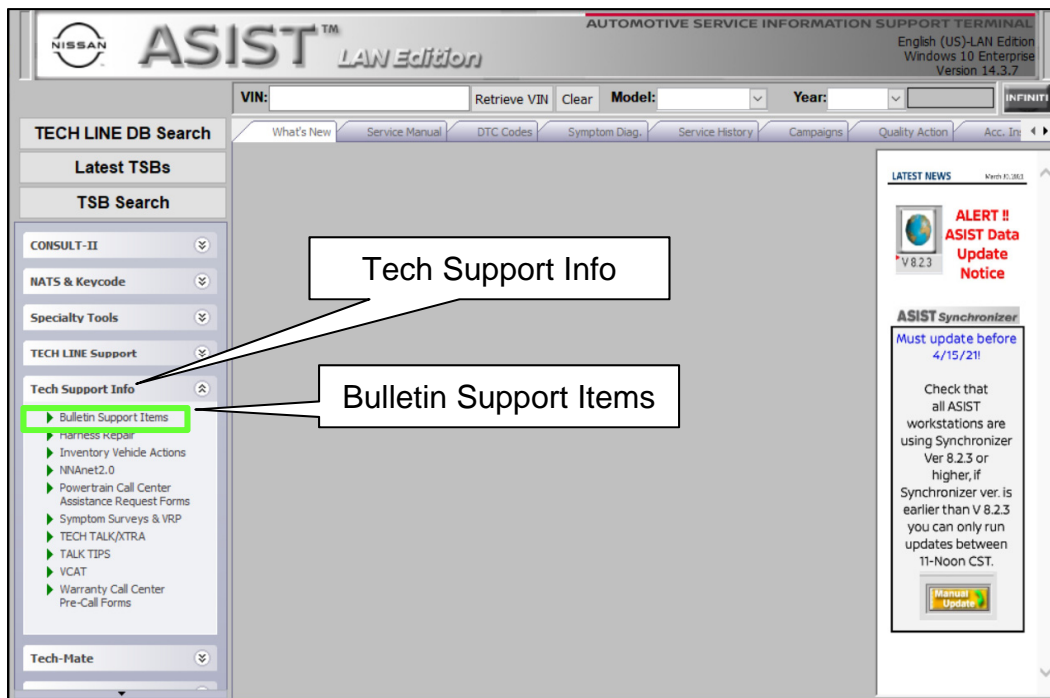 NISSAN
ASIST™
LAN Edition
AUTOMOTIVE SERVICE INFORMATION SUPPORT TERMINAL
English (US)-LAN Edition
Windows 10 Enterprise
Version 14.3.7
VIN: Retrieve VIN Clear Model: Year: INFINITI
TECH LINE DB Search
Latest TSBs
TSB Search
What's New Service Manual DTC Codes Symptom Diag. Service History Campaigns Quality Action Acc. Ins
CONSULT-II
NATS & Keycode
Specialty Tools
TECH LINE Support
Tech Support Info
Bulletin Support Items
Harness Repair
Inventory Vehicle Actions
NNAnet2.0
Powertrain Call Center
Assistance Request Forms
Symptom Surveys & VRP
TECH TALK/XTRA
TALK TIPS
VCAT
Warranty Call Center
Pre-Call Forms
Tech-Mate
Tech Support Info
Bulletin Support Items
LATEST NEWS
V 8.2.3
ALERT !!
ASIST Data
Update
Notice
ASIST Synchronizer
Must update before
4/15/21!
Check that
all ASIST
workstations are
using Synchronizer
Ver 8.2.3 or
higher, if
Synchronizer ver. is
earlier than V 8.2.3
you can only run
updates between
11-Noon CST.
Manual
Update